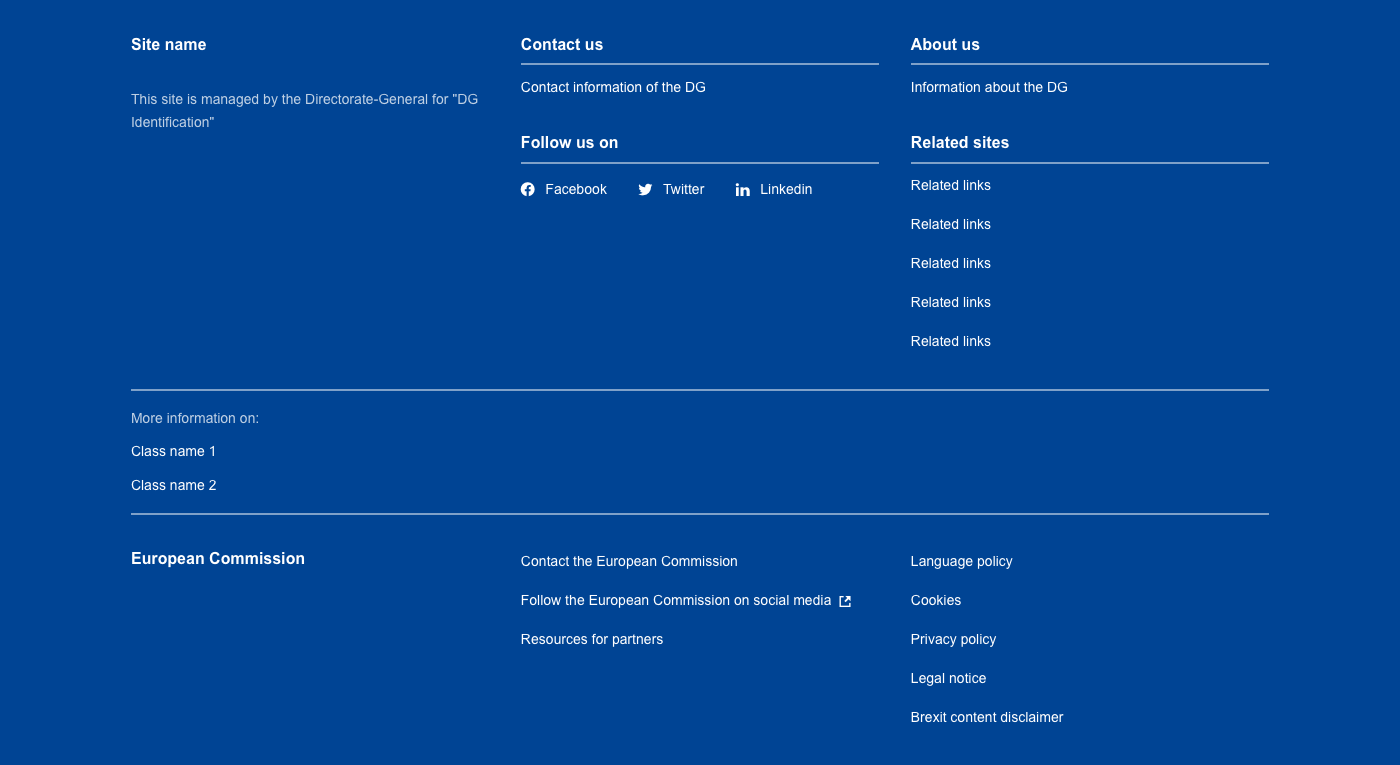 Site name
This site is managed by the Directorate-General for "DG
Identification"
Contact us
Contact information of the DG
Follow us on
Facebook
Twitter
Linkedin
About us
Information about the DG
Related sites
Related links
Related links
Related links
Related links
Related links
More information on:
Class name 1
Class name 2
European Commission
Contact the European Commission
Follow the European Commission on social media
Resources for partners
Language policy
Cookies
Privacy policy
Legal notice
Brexit content disclaimer